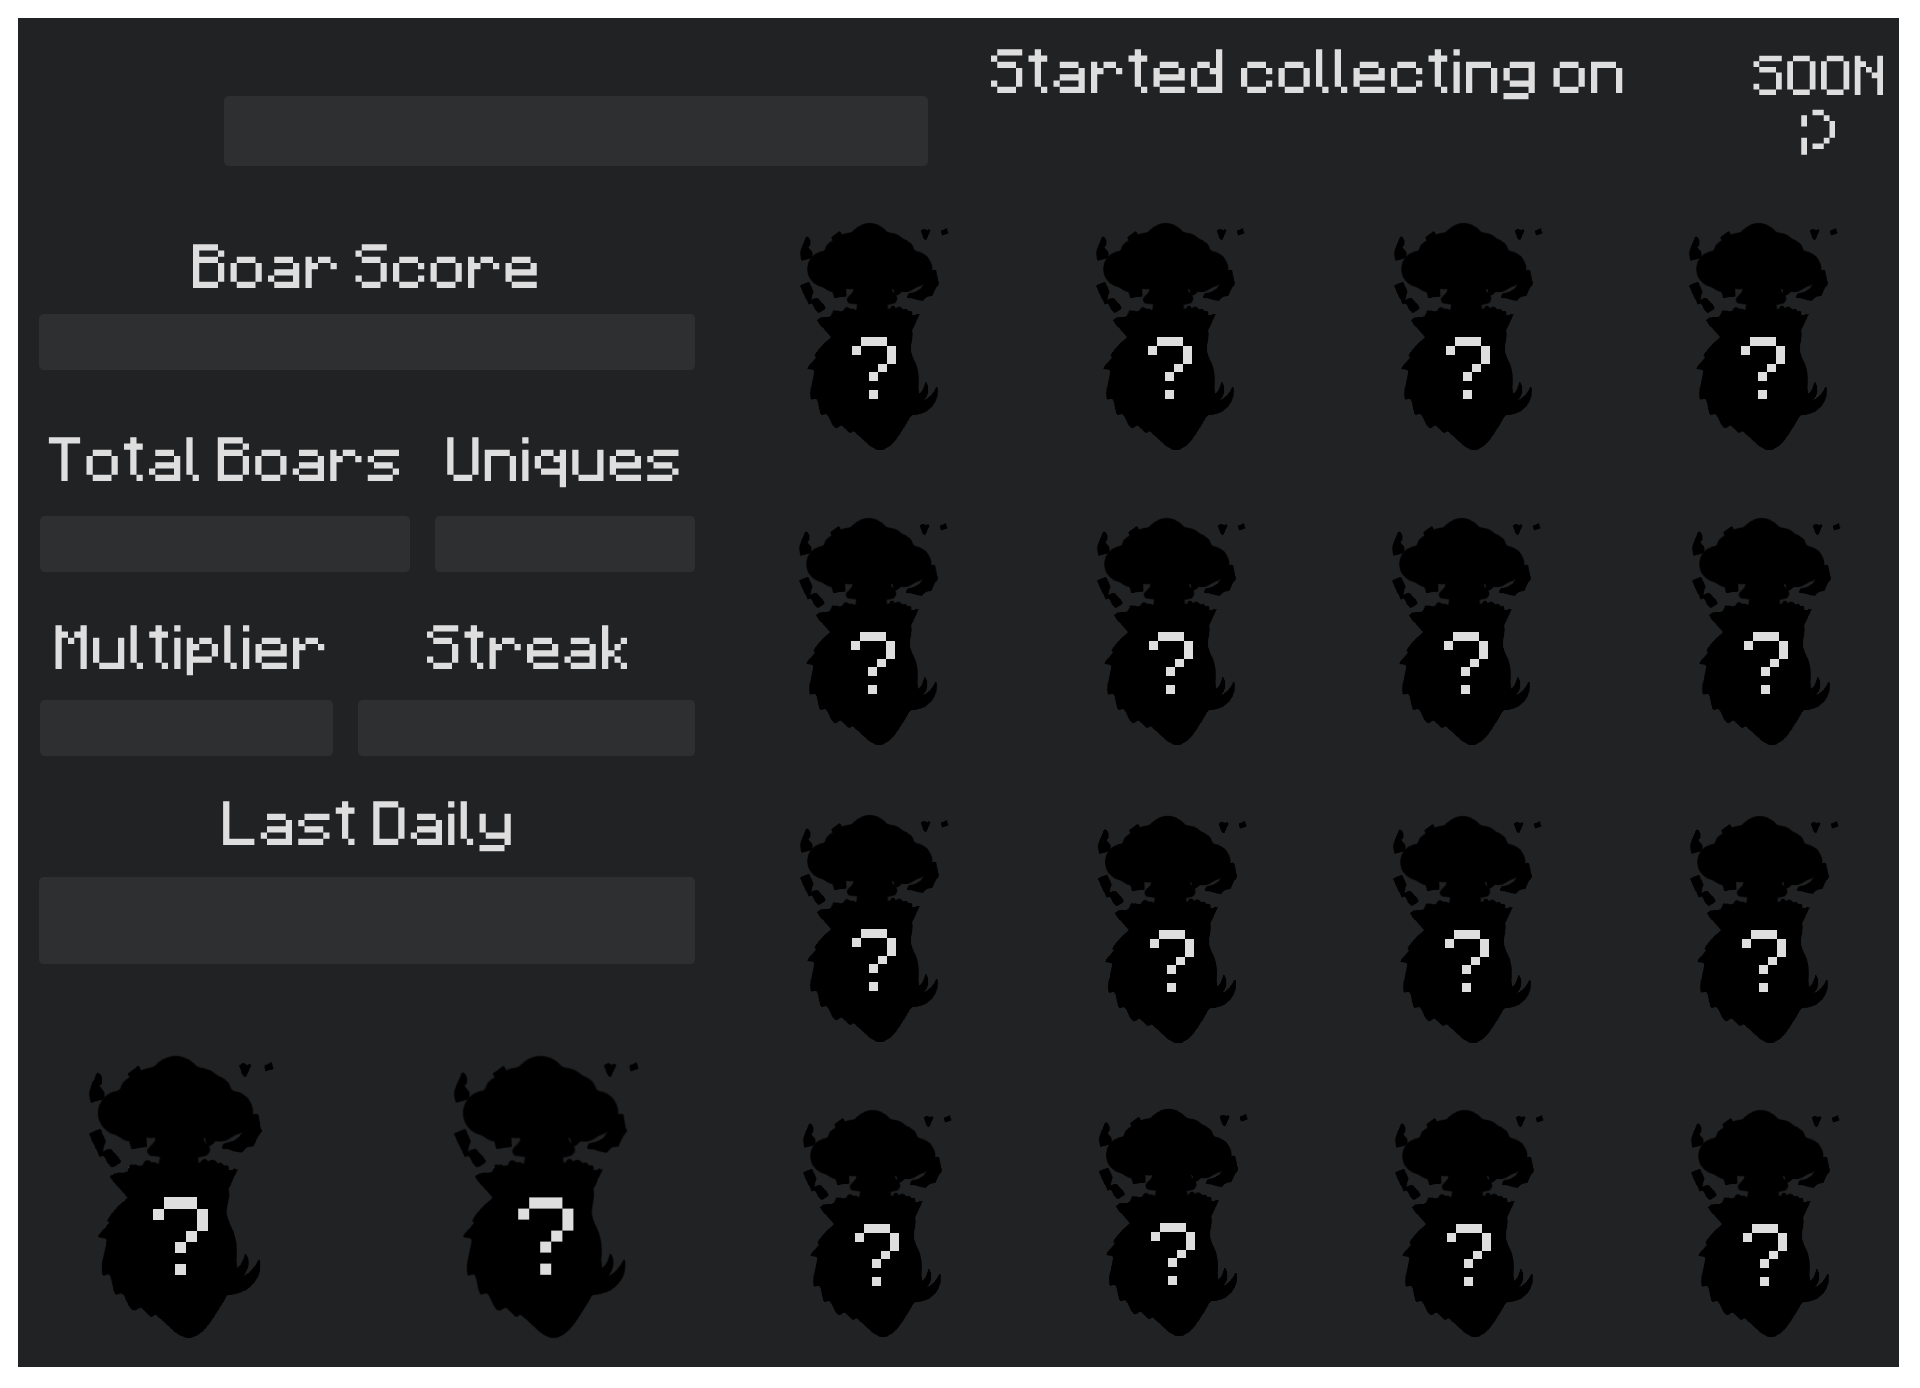 Started collecting on
SOON
;)
Boar Score
? ? ? ?
Total Boars
Uniques
? ? ? ?
Multiplier
Streak
Last Daily
? ? ? ?
? ?
? ? ? ?